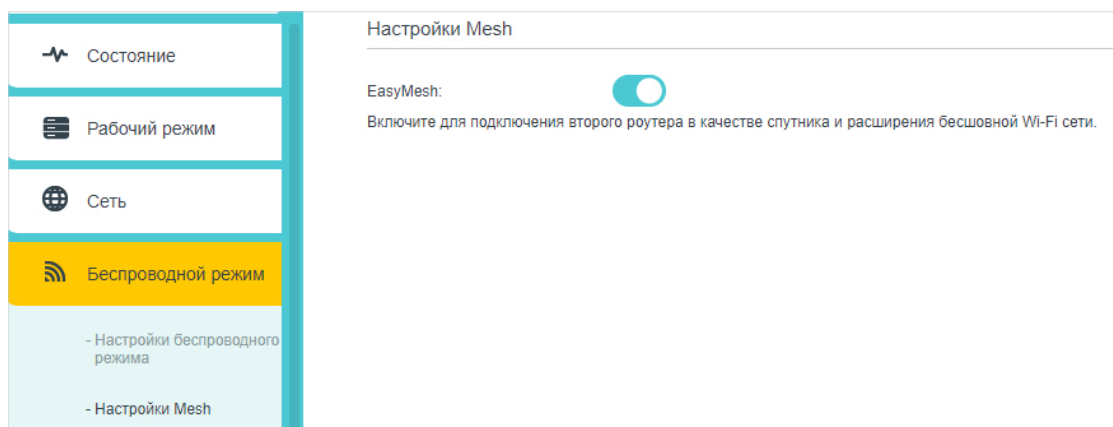 Настройки Mesh
Состояние
EasyMesh:
Включите для подключения второго роутера в качестве спутника и расширения бесшовной Wi-Fi сети.
Рабочий режим
Сеть
Беспроводной режим
- Настройки беспроводного
режима
- Настройки Mesh